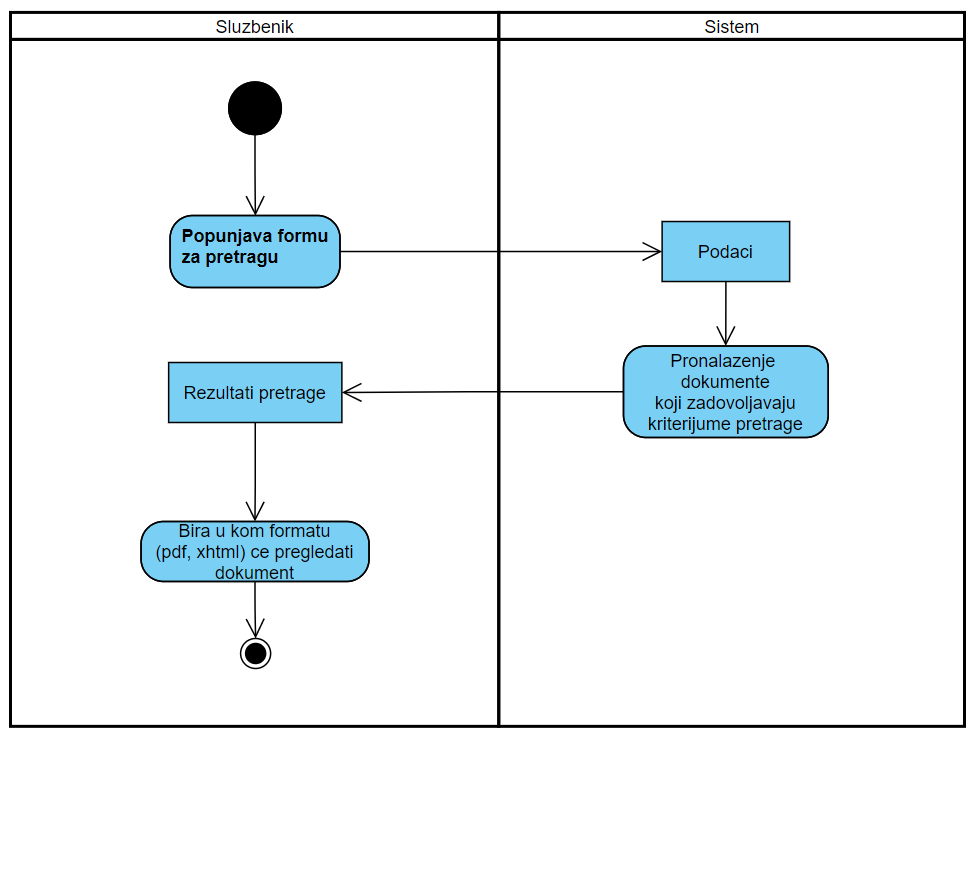 Sluzbenik
Sistem
Popunjava formu
za pretragu
Podaci
Pronalazenje
dokumente
koji zadovoljavaju
kriterijume pretrage
Rezultati pretrage
Bira u kom formatu
(pdf, xhtml) ce pregledati
dokument